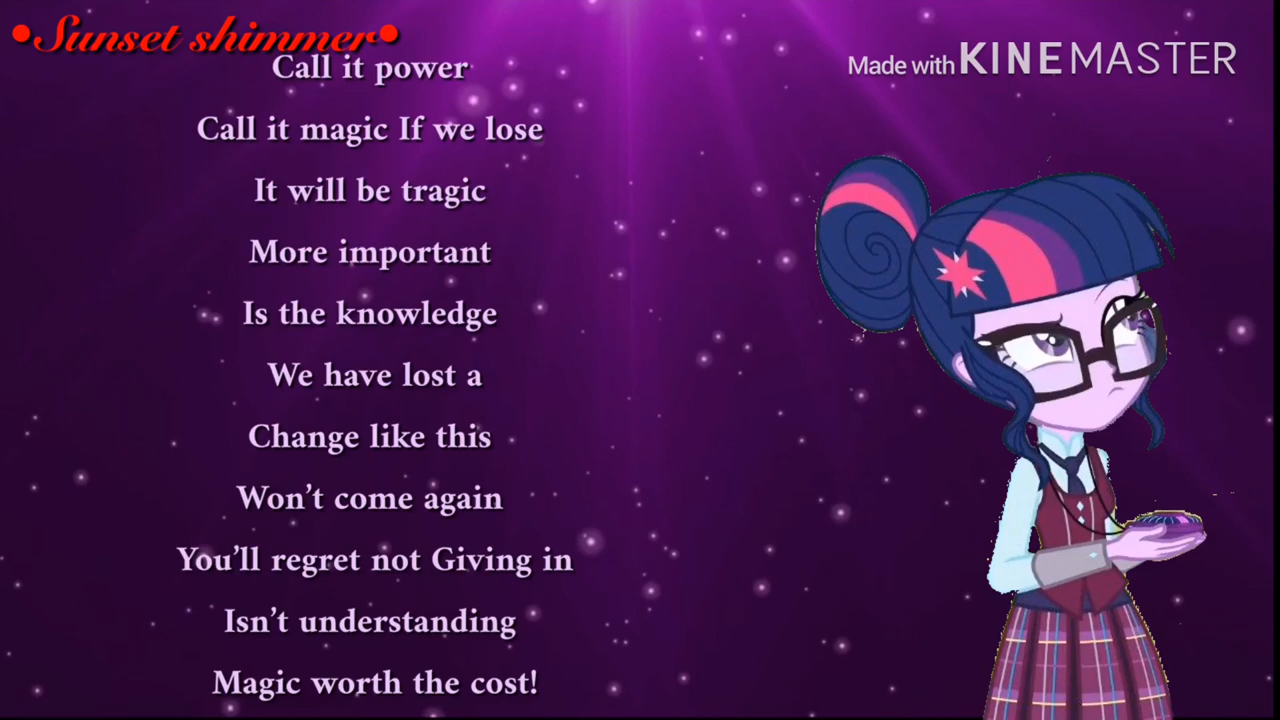 •Sunset shimmer•
Made with KINEMASTER
Call it power
Call it magic If we lose
It will be tragic
More important
Is the knowledge
We have lost a
Change like this
Won't come again
You'll regret not Giving in
Isn't understanding
Magic worth the cost!